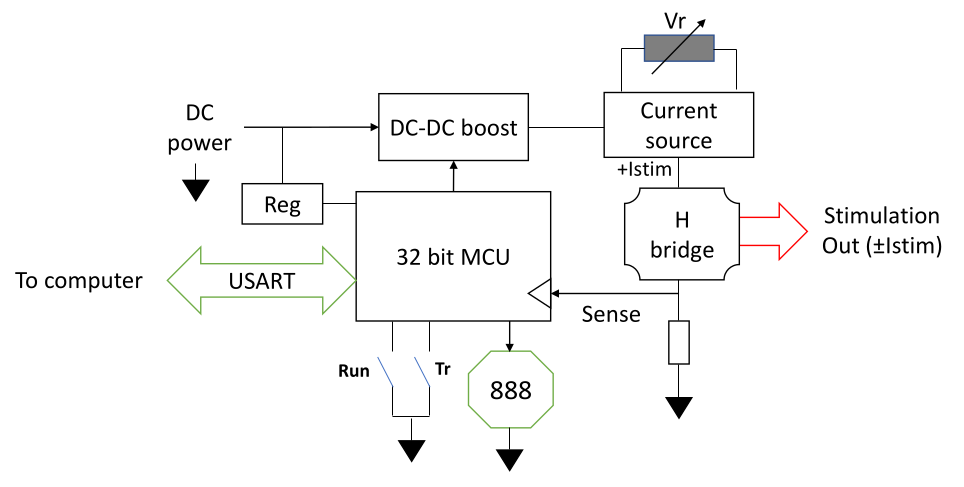 Vr
DC
power
DC-DC boost
Current
source
+Istim
Reg
32 bit MCU
H
bridge
Stimulation
Out (±Istim)
To computer
USART
Sense
Run
Tr
888